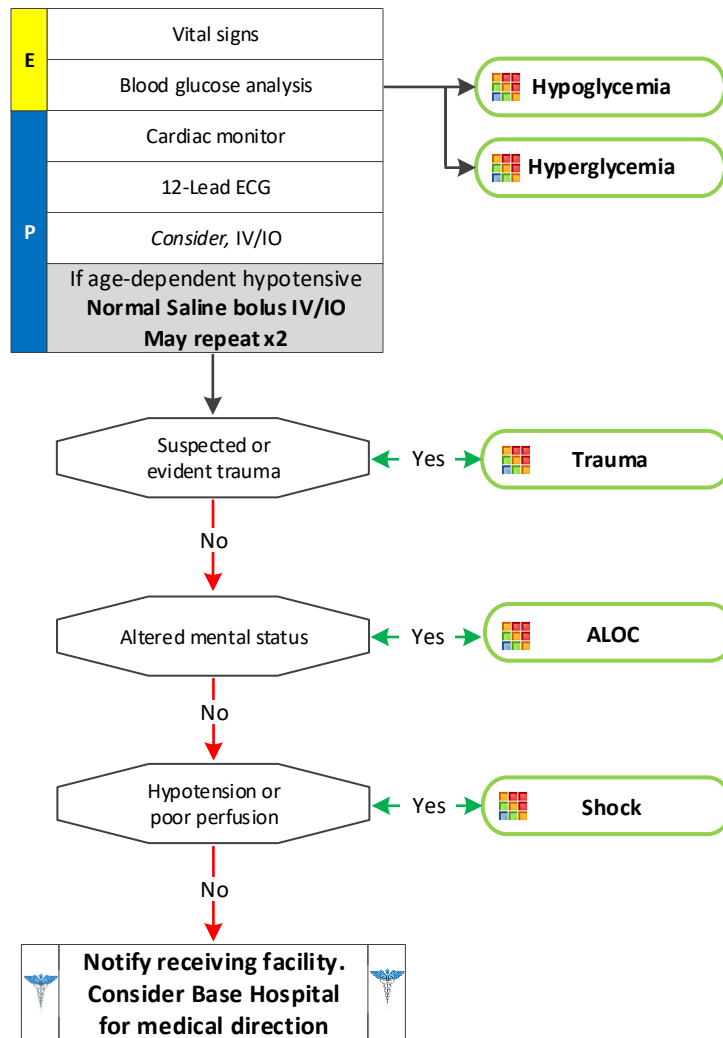 E
Vital signs
Blood glucose analysis
Hypoglycemia
Hyperglycemia
P
Cardiac monitor
12-Lead ECG
Consider, IV/IO
If age-dependent hypotensive
Normal Saline bolus IV/IO
May repeat x2
Suspected or
evident trauma
Yes
Trauma
No
Altered mental status
Yes
ALOC
No
Hypotension or
poor perfusion
Yes
Shock
No
Notify receiving facility.
Consider Base Hospital
for medical direction